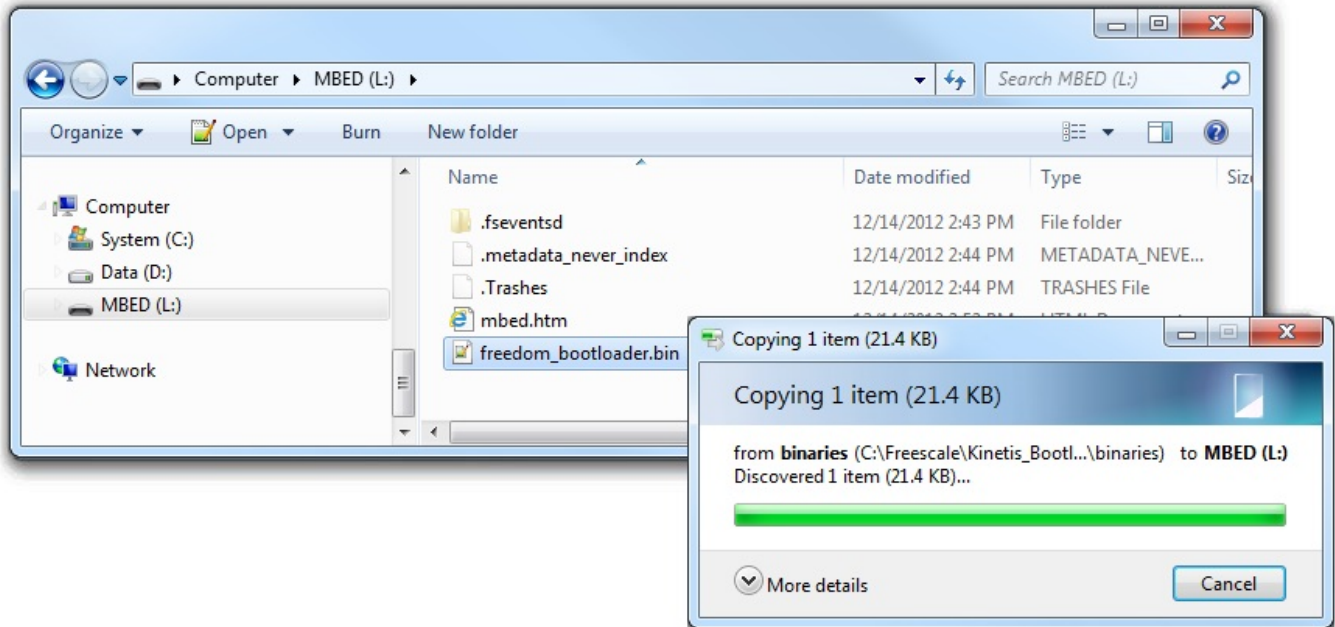 Computer ▸ MBED (L:) ▸
Search MBED (L:)
Organize Open Burn New folder
Name Date modified Type
Computer
System (C:)
Data (D:)
MBED (L:)
Network
.fseventsd 12/14/2012 2:43 PM File folder
.metadata_never_index 12/14/2012 2:44 PM METADATA_NEVE...
.Trashes 12/14/2012 2:44 PM TRASHES File
mbed.htm
freedom_bootloader.bin
Copying 1 item (21.4 KB)
Copying 1 item (21.4 KB)
from binaries (C:\Freescale\Kinetis_Bootl...\binaries) to MBED (L:)
Discovered 1 item (21.4 KB)...
More details
Cancel